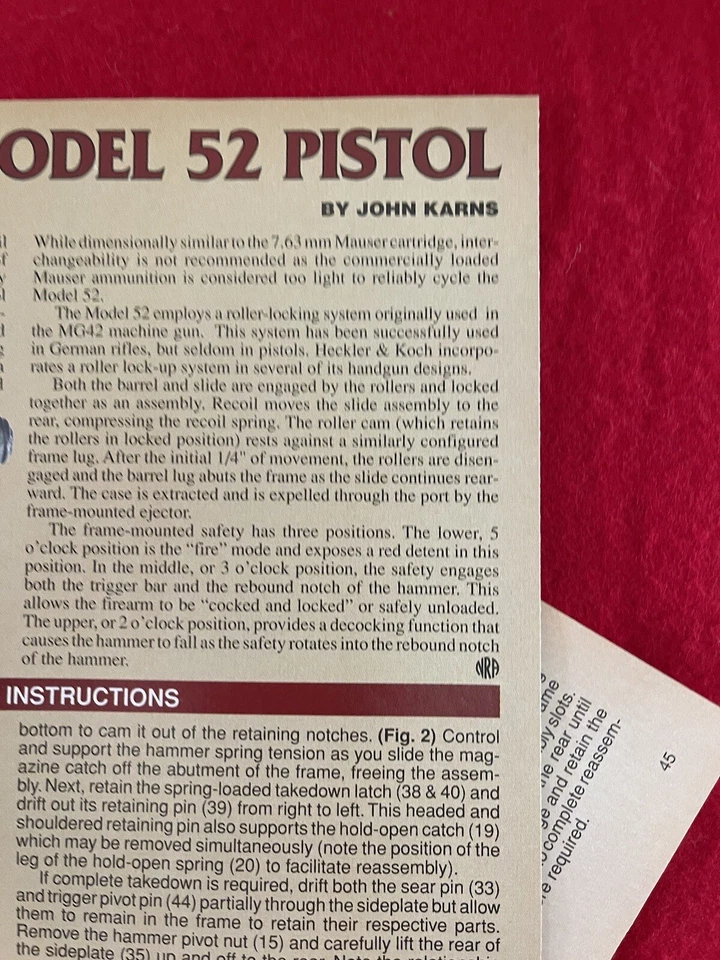 ODEL 52 PISTOL
BY JOHN KARNS
While dimensionally similar to the 7.63 mm Mauser cartridge, inter-
changeability is not recommended as the commercially loaded
Mauser ammunition is considered too light to reliably cycle the
Model 52.
The Model 52 employs a roller-locking system originally used in
the MG42 machine gun. This system has been successfully used
in German rifles, but seldom in pistols. Heckler & Koch incorpo-
rates a roller lock-up system in several of its handgun designs.
Both the barrel and slide are engaged by the rollers and locked
together as an assembly. Recoil moves the slide assembly to the
rear, compressing the recoil spring. The roller cam (which retains
the rollers in locked position) rests against a similarly configured
frame lug. After the initial 1/4" of movement, the rollers are disen-
gaged and the barrel lug abuts the frame as the slide continues rear-
ward. The case is extracted and is expelled through the port by the
frame-mounted ejector.
The frame-mounted safety has three positions. The lower, 5
o'clock position is the "fire" mode and exposes a red detent in this
position. In the middle, or 3 o'clock position, the safety engages
both the trigger bar and the rebound notch of the hammer. This
allows the firearm to be "cocked and locked" or safely unloaded.
The upper, or 2 o'clock position, provides a decocking function that
causes the hammer to fall as the safety rotates into the rebound notch
of the hammer.
NRA
INSTRUCTIONS
bottom to cam it out of the retaining notches. (Fig. 2) Control
and support the hammer spring tension as you slide the mag-
azine catch off the abutment of the frame, freeing the assem-
bly. Next, retain the spring-loaded takedown latch (38 & 40) and
drift out its retaining pin (39) from right to left. This headed and
shouldered retaining pin also supports the hold-open catch (19)
which may be removed simultaneously (note the position of the
leg of the hold-open spring (20) to facilitate reassembly).
If complete takedown is required, drift both the sear pin (33)
and trigger pivot pin (44) partially through the sideplate but allow
them to remain in the frame to retain their respective parts.
Remove the hammer pivot nut (15) and carefully lift the rear of
the sideplate (35) up and off to the rear. Note the
ame
slots.
rear until
and retain the
complete reassem-
required.
45